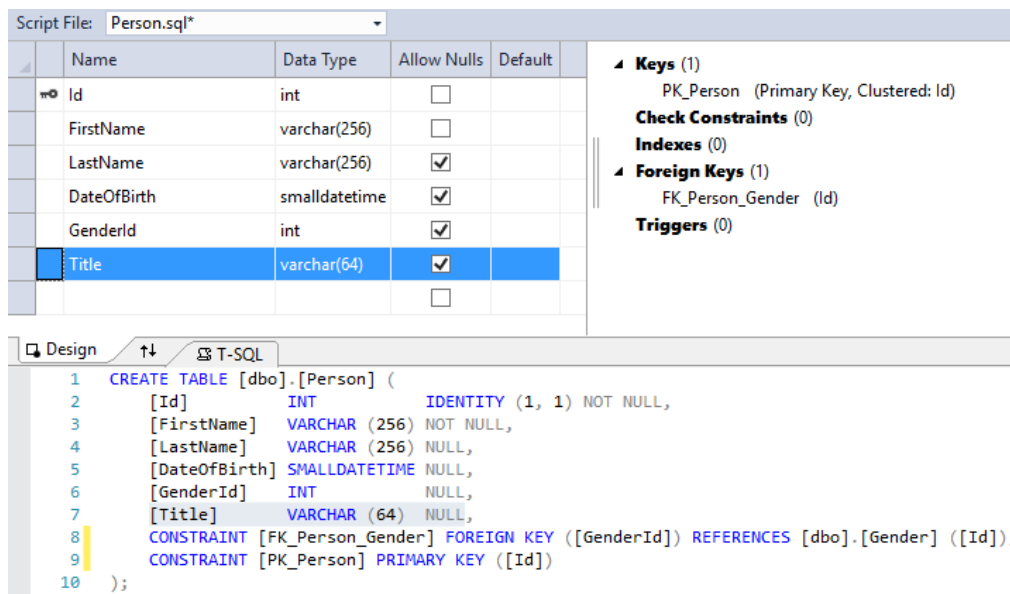 Script File: Person.sql*
Name Data Type Allow Nulls Default
Id int
FirstName varchar(256)
LastName varchar(256)
DateOfBirth smalldatetime
GenderId int
Title varchar(64)
Keys (1)
PK_Person (Primary Key, Clustered: Id)
Check Constraints (0)
Indexes (0)
Foreign Keys (1)
FK_Person_Gender (Id)
Triggers (0)
Design T-SQL
1 CREATE TABLE [dbo].[Person] (
2 [Id] INT IDENTITY (1, 1) NOT NULL,
3 [FirstName] VARCHAR (256) NOT NULL,
4 [LastName] VARCHAR (256) NULL,
5 [DateOfBirth] SMALLDATETIME NULL,
6 [GenderId] INT NULL,
7 [Title] VARCHAR (64) NULL,
8 CONSTRAINT [FK_Person_Gender] FOREIGN KEY ([GenderId]) REFERENCES [dbo].[Gender] ([Id]),
9 CONSTRAINT [PK_Person] PRIMARY KEY ([Id])
10 );